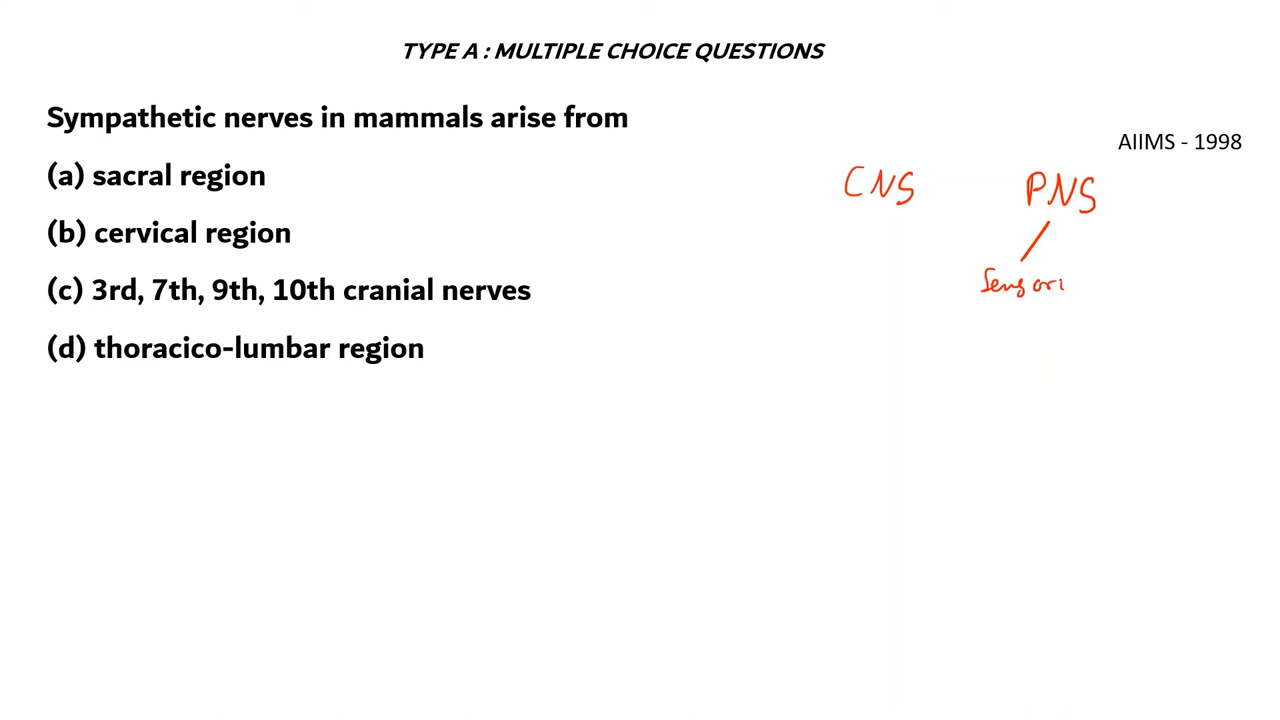 TYPE A : MULTIPLE CHOICE QUESTIONS
Sympathetic nerves in mammals arise from
AIIMS - 1998
(a) sacral region
CNS PNS
(b) cervical region
(c) 3rd, 7th, 9th, 10th cranial nerves
Sensori
(d) thoracico-lumbar region